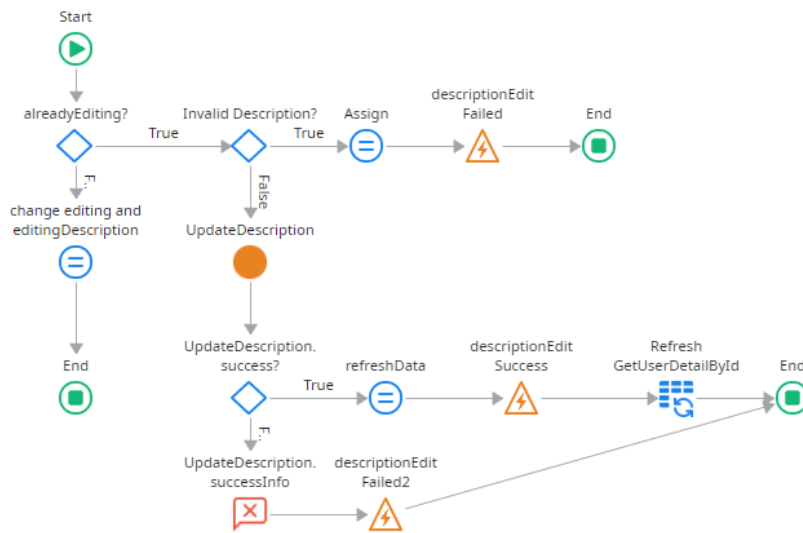 Start
alreadyEditing?
True
Invalid Description?
True
Assign
descriptionEdit
Failed
End
F..
False
change editing and
editingDescription
UpdateDescription
End
UpdateDescription.
success?
True
refreshData
descriptionEdit
Success
Refresh
GetUserDetailById
End
F..
UpdateDescription.
successInfo
descriptionEdit
Failed2